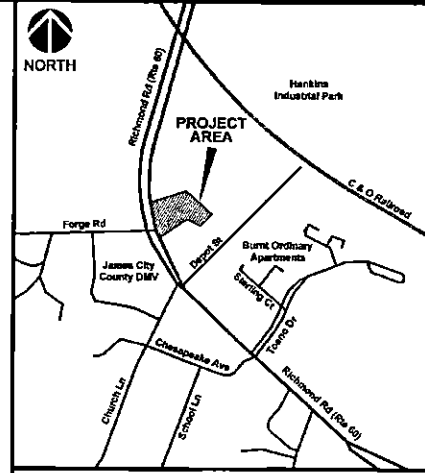 NORTH
Richmond Rd (Rte 60)
Hankins
Industrial Park
PROJECT
AREA
C & O Railroad
Forge Rd
Depot St
James City
County DMV
Burnt Ordinary
Apartments
Sterling Ct
Toano Dr
Chesapeake Ave
Church Ln
School Ln
Richmond Rd (Rte 60)